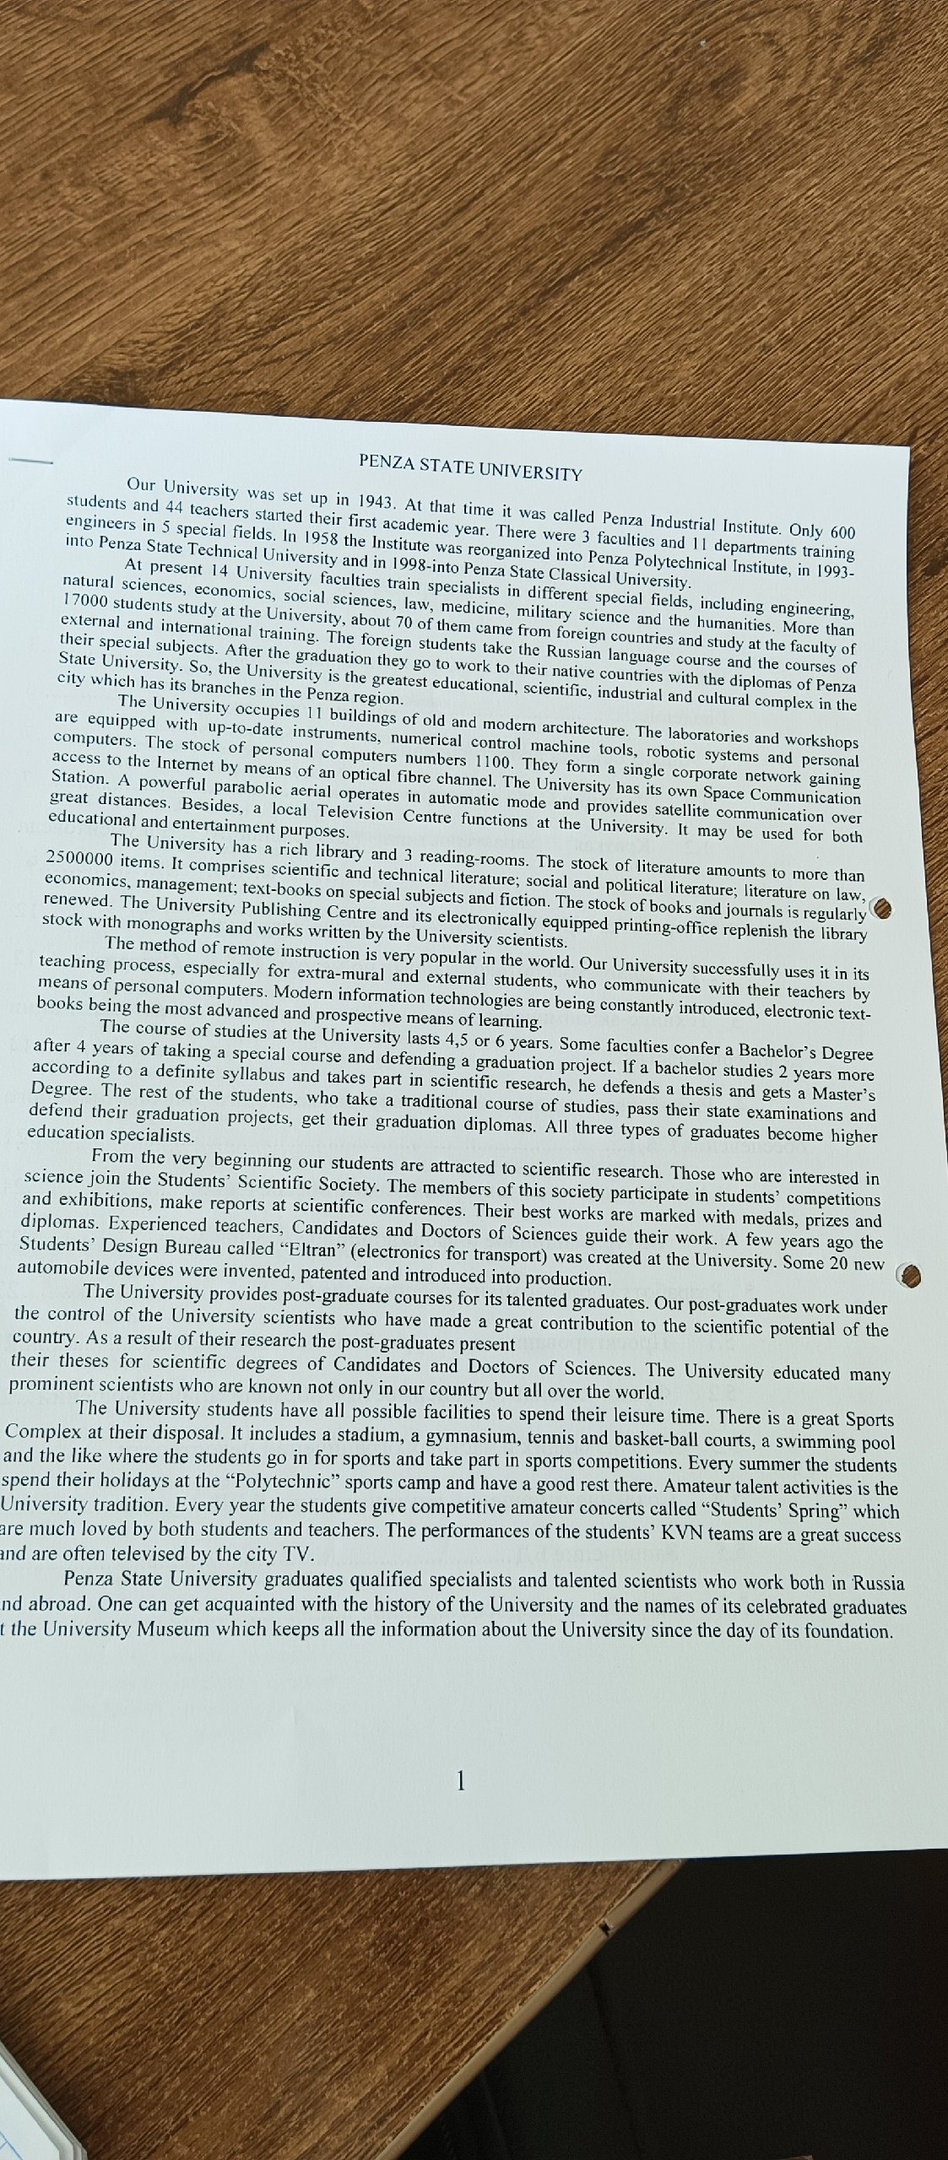 PENZA STATE UNIVERSITY
Our University was set up in 1943. At that time it was called Penza Industrial Institute. Only 600
students and 44 teachers started their first academic year. There were 3 faculties and 11 departments training
engineers in 5 special fields. In 1958 the Institute was reorganized into Penza Polytechnical Institute, in 1993-
into Penza State Technical University and in 1998-into Penza State Classical University.
At present 14 University faculties train specialists in different special fields, including engineering,
natural sciences, economics, social sciences, law, medicine, military science and the humanities. More than
17000 students study at the University, about 70 of them came from foreign countries and study at the faculty of
external and international training. The foreign students take the Russian language course and the courses of
their special subjects. After the graduation they go to work to their native countries with the diplomas of Penza
State University. So, the University is the greatest educational, scientific, industrial and cultural complex in the
city which has its branches in the Penza region.
The University occupies 11 buildings of old and modern architecture. The laboratories and workshops
are equipped with up-to-date instruments, numerical control machine tools, robotic systems and personal
computers. The stock of personal computers numbers 1100. They form a single corporate network gaining
access to the Internet by means of an optical fibre channel. The University has its own Space Communication
Station. A powerful parabolic aerial operates in automatic mode and provides satellite communication over
great distances. Besides, a local Television Centre functions at the University. It may be used for both
educational and entertainment purposes.
The University has a rich library and 3 reading-rooms. The stock of literature amounts to more than
2500000 items. It comprises scientific and technical literature; social and political literature; literature on law,
economics, management; text-books on special subjects and fiction. The stock of books and journals is regularly
renewed. The University Publishing Centre and its electronically equipped printing-office replenish the library
stock with monographs and works written by the University scientists.
The method of remote instruction is very popular in the world. Our University successfully uses it in its
teaching process, especially for extra-mural and external students, who communicate with their teachers by
means of personal computers. Modern information technologies are being constantly introduced, electronic text-
books being the most advanced and prospective means of learning.
The course of studies at the University lasts 4,5 or 6 years. Some faculties confer a Bachelor's Degree
after 4 years of taking a special course and defending a graduation project. If a bachelor studies 2 years more
according to a definite syllabus and takes part in scientific research, he defends a thesis and gets a Master's
Degree. The rest of the students, who take a traditional course of studies, pass their state examinations and
defend their graduation projects, get their graduation diplomas. All three types of graduates become higher
education specialists.
From the very beginning our students are attracted to scientific research. Those who are interested in
science join the Students' Scientific Society. The members of this society participate in students' competitions
and exhibitions, make reports at scientific conferences. Their best works are marked with medals, prizes and
diplomas. Experienced teachers, Candidates and Doctors of Sciences guide their work. A few years ago the
Students' Design Bureau called “Eltran” (electronics for transport) was created at the University. Some 20 new
automobile devices were invented, patented and introduced into production.
The University provides post-graduate courses for its talented graduates. Our post-graduates work under
the control of the University scientists who have made a great contribution to the scientific potential of the
country. As a result of their research the post-graduates present
their theses for scientific degrees of Candidates and Doctors of Sciences. The University educated many
prominent scientists who are known not only in our country but all over the world.
The University students have all possible facilities to spend their leisure time. There is a great Sports
Complex at their disposal. It includes a stadium, a gymnasium, tennis and basket-ball courts, a swimming pool
and the like where the students go in for sports and take part in sports competitions. Every summer the students
spend their holidays at the “Polytechnic” sports camp and have a good rest there. Amateur talent activities is the
University tradition. Every year the students give competitive amateur concerts called “Students' Spring” which
are much loved by both students and teachers. The performances of the students' KVN teams are a great success
and are often televised by the city TV.
Penza State University graduates qualified specialists and talented scientists who work both in Russia
nd abroad. One can get acquainted with the history of the University and the names of its celebrated graduates
t the University Museum which keeps all the information about the University since the day of its foundation.
1